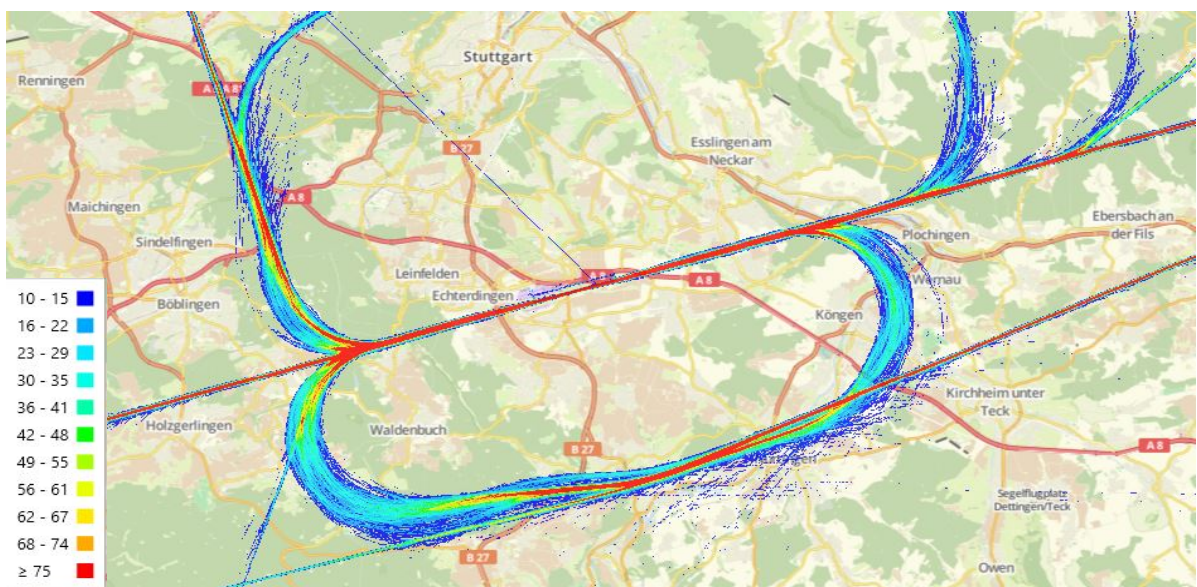 Stuttgart
Renningen
A 8
B 27
Esslingen am
Neckar
Maichingen
A 8
Sindelfingen
Plochingen
Ebersbach an
der Fils
Leinfelden
Echterdingen
A 8
Böblingen
Köngen
Kirchheim unter
Teck
Holzgerlingen
Waldenbuch
B 27
A 8
Segelflugplatz
Dettingen/Teck
B 27
Owen
10 - 15
16 - 22
23 - 29
30 - 35
36 - 41
42 - 48
49 - 55
56 - 61
62 - 67
68 - 74
≥ 75